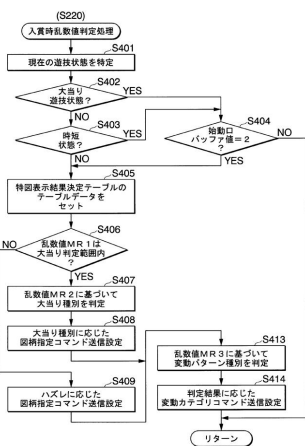 (S220)
入賞時乱数値判定処理
S401
現在の遊技状態を特定
S402
大当り
遊技状態?
YES
NO
S403
時短
状態?
YES
NO
S404
始動口
バッファ値=2
?
NO
YES
S405
特図表示結果決定テーブルの
テーブルデータを
セット
S406
乱数値MR1は
大当り判定範囲内
?
NO
YES
S407
乱数値MR2に基づいて
大当り種別を判定
S408
大当り種別に応じた
図柄指定コマンド送信設定
S409
ハズレに応じた
図柄指定コマンド送信設定
S413
乱数値MR3に基づいて
変動パターン種別を判定
S414
判定結果に応じた
変動カテゴリコマンド送信設定
リターン